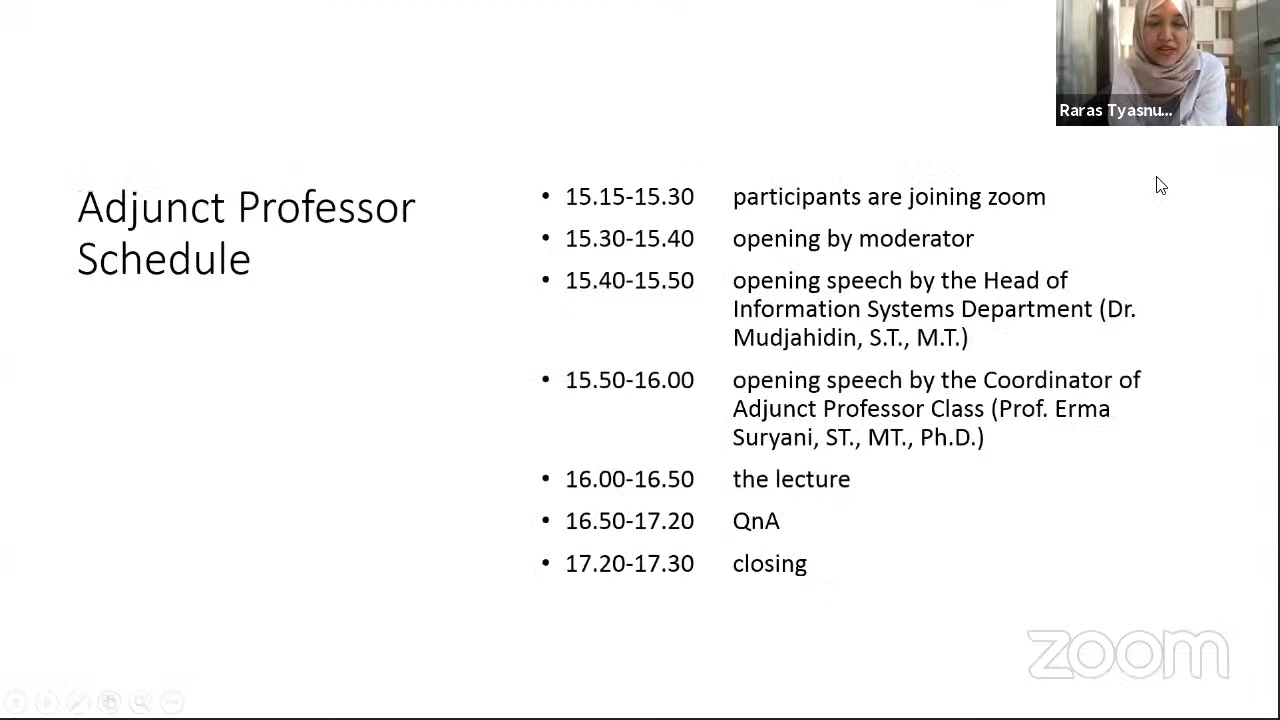 Raras Tyasnu...
Adjunct Professor
Schedule
• 15.15-15.30 participants are joining zoom
• 15.30-15.40 opening by moderator
• 15.40-15.50 opening speech by the Head of
Information Systems Department (Dr.
Mudjahidin, S.T., M.T.)
• 15.50-16.00 opening speech by the Coordinator of
Adjunct Professor Class (Prof. Erma
Suryani, ST., MT., Ph.D.)
• 16.00-16.50 the lecture
• 16.50-17.20 QnA
• 17.20-17.30 closing
zoom